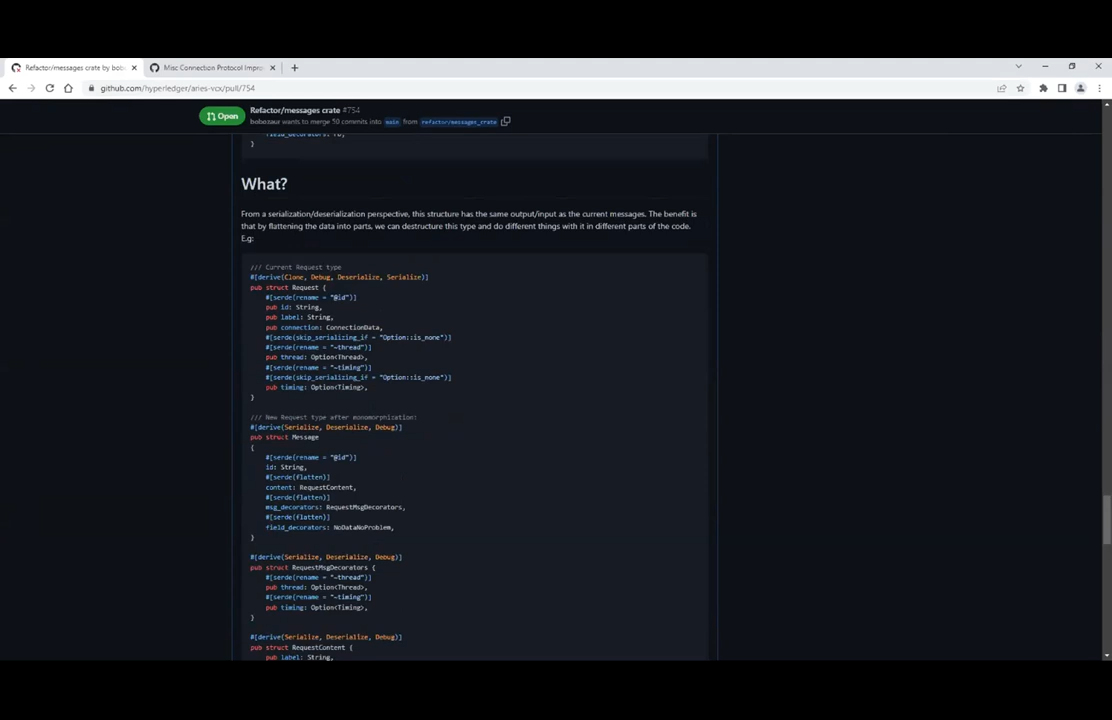 Refactor/messages crate by bob
Misc Connection Protocol Impro
github.com/hyperledger/aries-vcx/pull/754
Open
Refactor/messages crate #754
bobozaur wants to merge 50 commits into main from refactor/messages_crate
}
What?
From a serialization/deserialization perspective, this structure has the same output/input as the current messages. The benefit is
that by flattening the data into parts, we can destructure this type and do different things with it in different parts of the code.
E.g:
/// Current Request type
#[derive(Clone, Debug, Deserialize, Serialize)]
pub struct Request {
#[serde(rename = "@id")]
pub id: String,
pub label: String,
pub connection: ConnectionData,
#[serde(skip_serializing_if = "Option::is_none")]
#[serde(rename = "~thread")]
pub thread: Option<Thread>,
#[serde(rename = "~timing")]
#[serde(skip_serializing_if = "Option::is_none")]
pub timing: Option<Timing>,
}
/// New Request type after monomorphization:
#[derive(Serialize, Deserialize, Debug)]
pub struct Message
{
#[serde(rename = "@id")]
id: String,
#[serde(flatten)]
content: RequestContent,
#[serde(flatten)]
msg_decorators: RequestMsgDecorators,
#[serde(flatten)]
field_decorators: NoDataNoProblem,
}
#[derive(Serialize, Deserialize, Debug)]
pub struct RequestMsgDecorators {
#[serde(rename = "~thread")]
pub thread: Option<Thread>,
#[serde(rename = "~timing")]
pub timing: Option<Timing>,
}
#[derive(Serialize, Deserialize, Debug)]
pub struct RequestContent {
pub label: String,